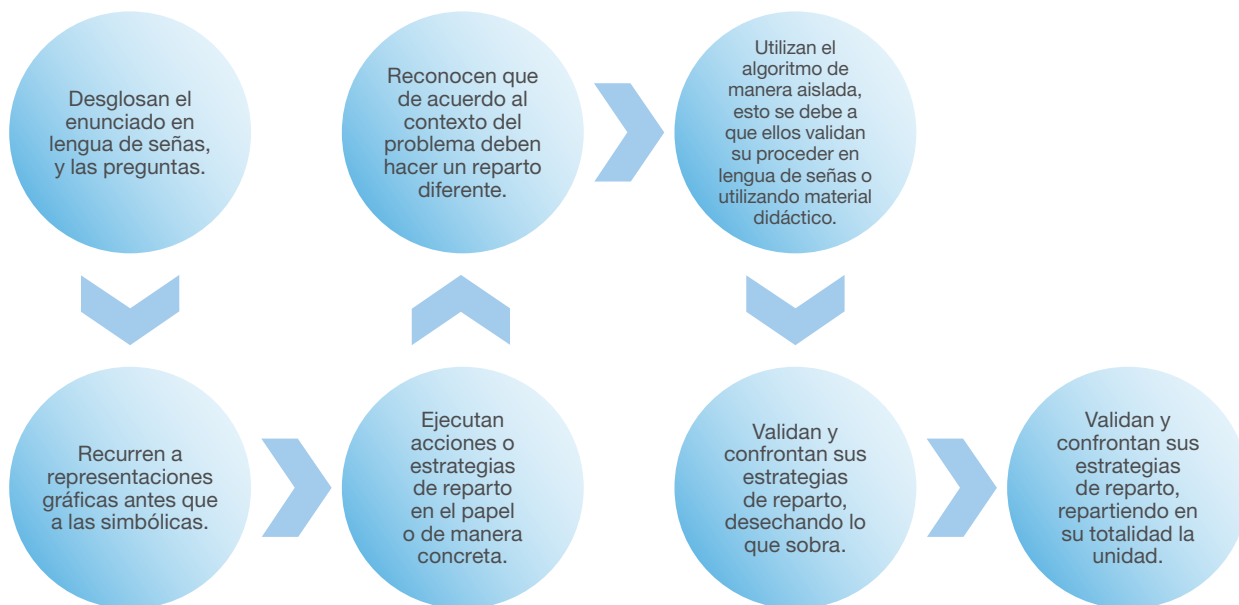 Desglosan el
enunciado en
lengua de señas,
y las preguntas.
Recurren a
representaciones
gráficas antes que
a las simbólicas.
Ejecutan
acciones o
estrategias
de reparto
en el papel
o de manera
concreta.
Reconocen que
de acuerdo al
contexto del
problema deben
hacer un reparto
diferente.
Utilizan el
algoritmo de
manera aislada,
esto se debe a
que ellos validan
su proceder en
lengua de señas o
utilizando material
didáctico.
Validan y
confrontan sus
estrategias
de reparto,
desechando lo
que sobra.
Validan y
confrontan sus
estrategias
de reparto,
repartiendo en
su totalidad la
unidad.